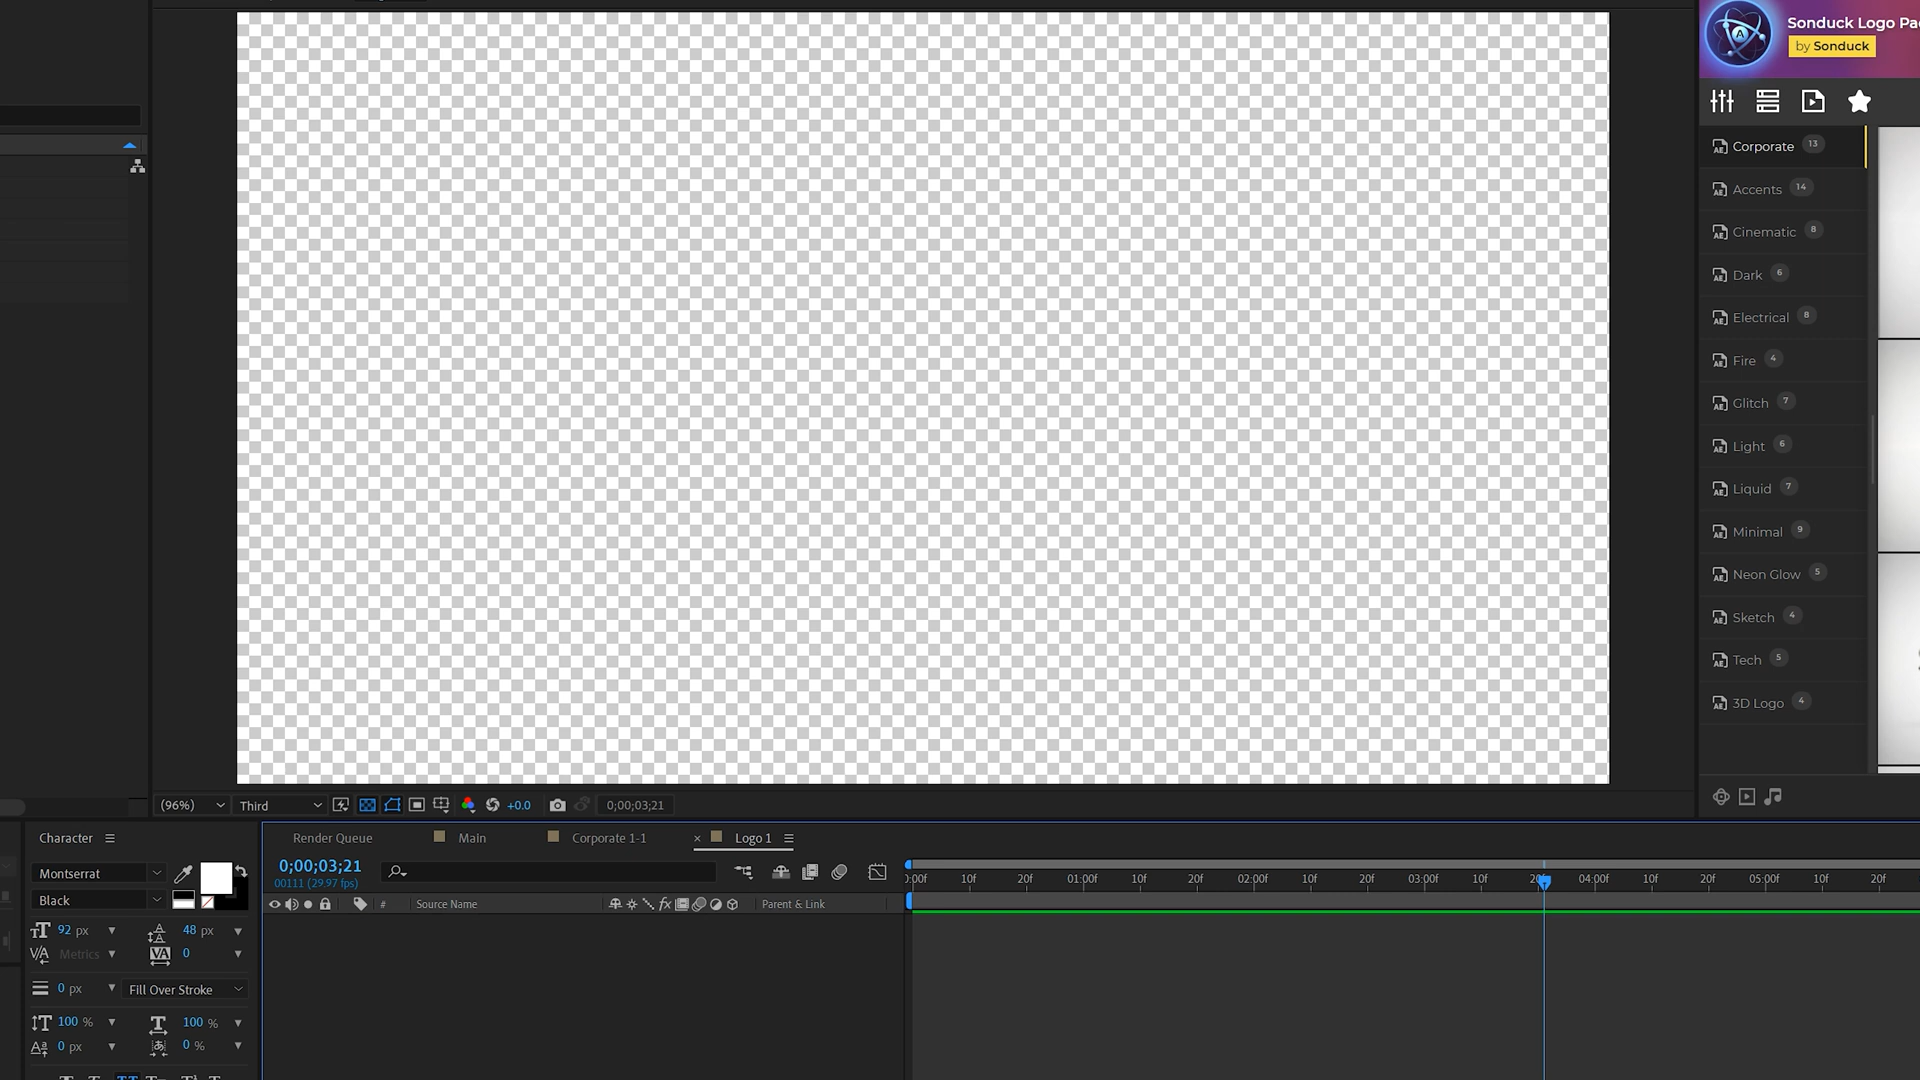 Sonduck Logo Pa
by Sonduck
Corporate 13
Accents 14
Cinematic 8
Dark 6
Electrical 8
Fire 4
Glitch 7
Light 6
Liquid 7
Minimal 9
Neon Glow 5
Sketch 4
Tech 5
3D Logo 4
(96%) Third +0.0 0;00;03;21
Character
Montserrat
Black
92 px 48 px
Metrics 0
0 px Fill Over Stroke
100 % 100 %
0 px 0 %
Render Queue Main Corporate 1-1 × Logo 1
0;00;03;21
00111 (29.97 fps)
# Source Name Parent & Link
0:00f 10f 20f 01:00f 10f 20f 02:00f 10f 20f 03:00f 10f 20f 04:00f 10f 20f 05:00f 10f 20f